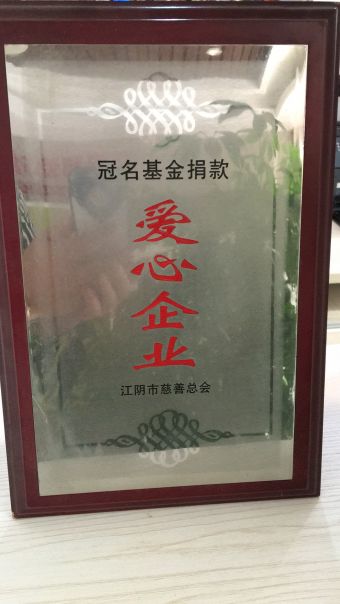 冠名基金捐款
爱心企业
江阴市慈善总会